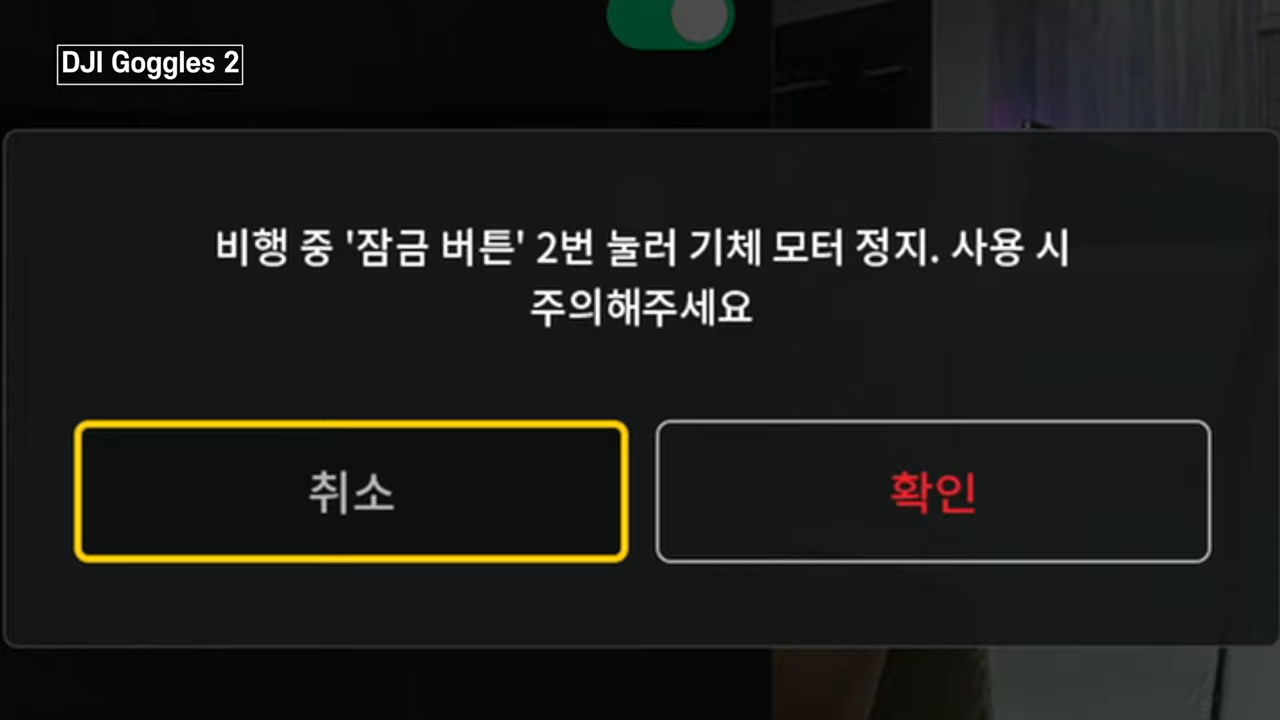 DJI Goggles 2
비행 중 '잠금 버튼' 2번 눌러 기체 모터 정지. 사용 시
주의해주세요
취소
확인